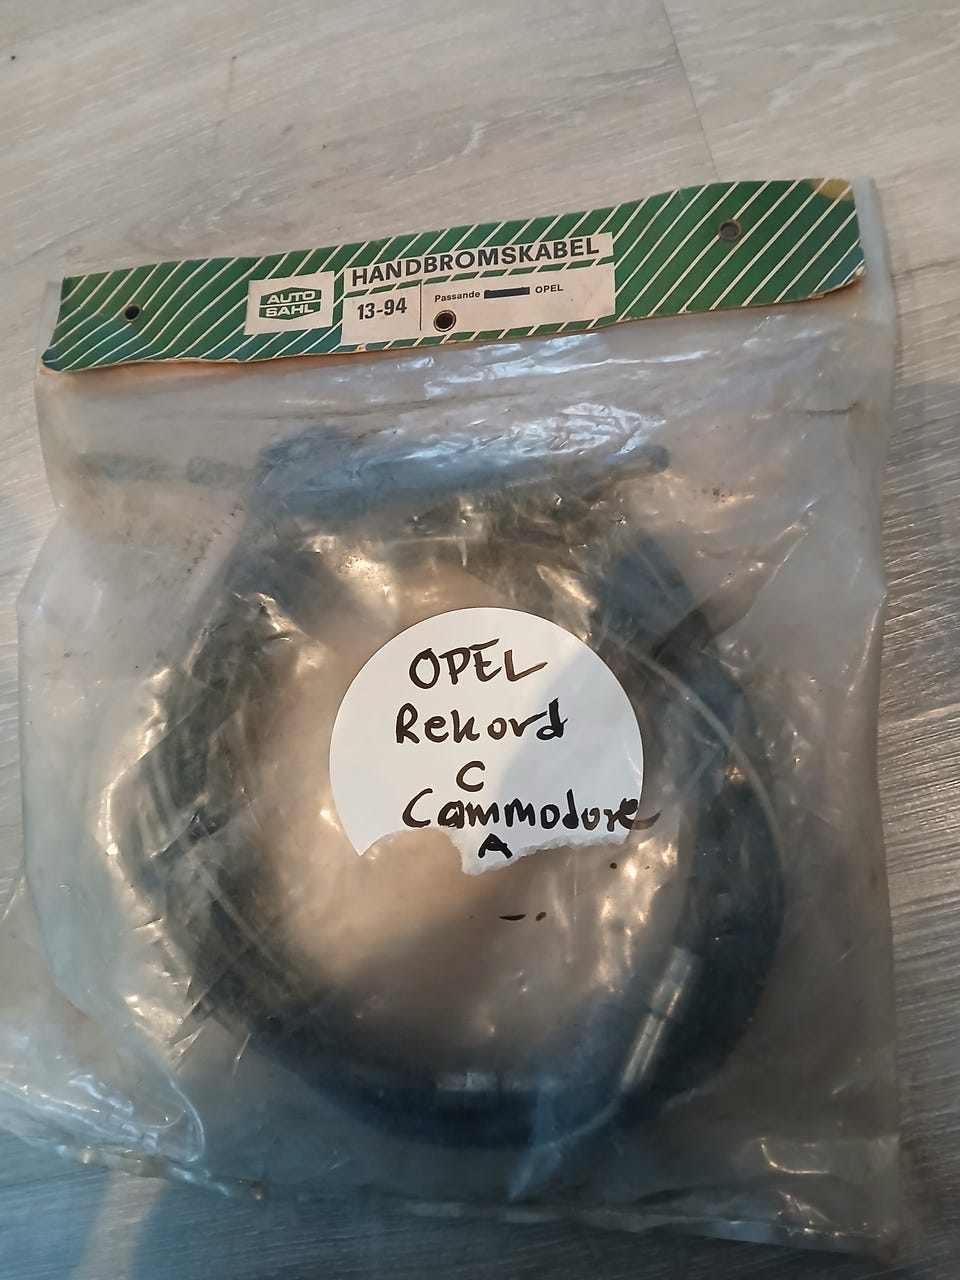 HANDBROMSKABEL
AUTO
SAHL
13-94
Passande OPEL
OPEL
Rekord
C
Cammodore
A